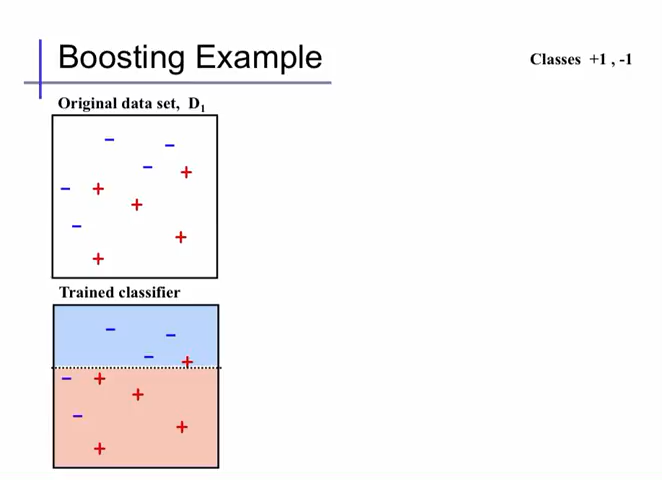 Boosting Example
Classes +1 , -1
Original data set, D1
Trained classifier